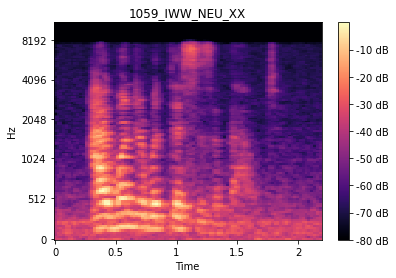 1059_IWW_NEU_XX
8192
4096
2048
1024
512
0
Hz
0
0.5
1
1.5
2
Time
-10 dB
-20 dB
-30 dB
-40 dB
-50 dB
-60 dB
-70 dB
-80 dB